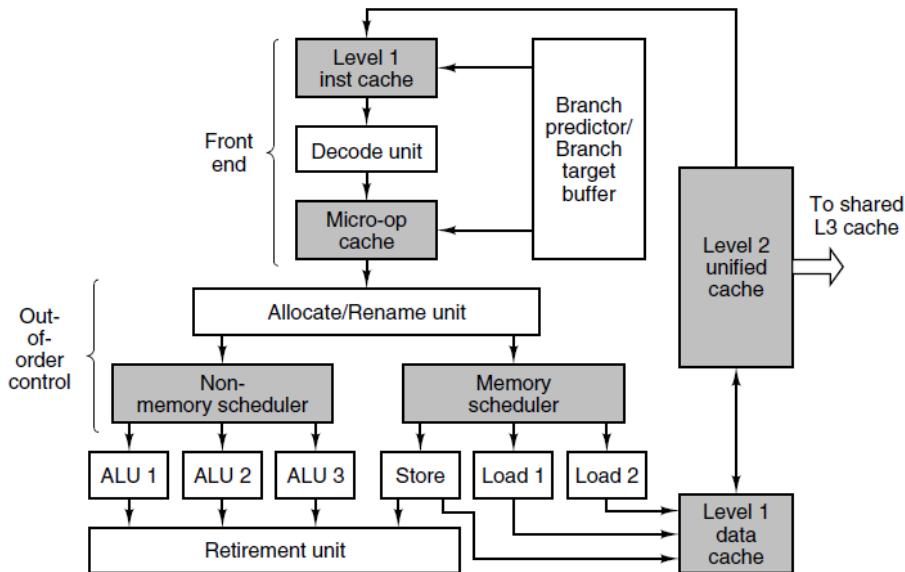 Level 1
inst cache
Front
end
Decode unit
Micro-op
cache
Branch
predictor/
Branch
target
buffer
Level 2
unified
cache
To shared
L3 cache
Out-
of-
order
control
Allocate/Rename unit
Non-
memory scheduler
Memory
scheduler
ALU 1
ALU 2
ALU 3
Store
Load 1
Load 2
Retirement unit
Level 1
data
cache